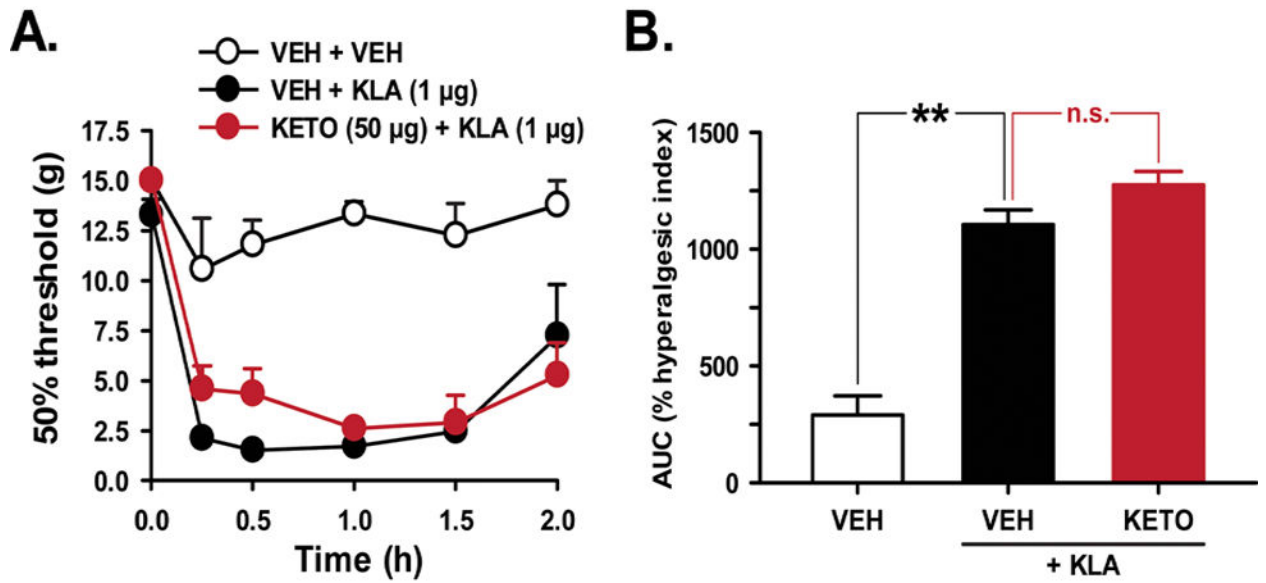 A.
VEH + VEH
VEH + KLA (1 µg)
KETO (50 µg) + KLA (1 µg)
50% threshold (g)
17.5
15.0
12.5
10.0
7.5
5.0
2.5
0.0
0.0 0.5 1.0 1.5 2.0
Time (h)
B.
** n.s.
AUC (% hyperalgesic index)
1500
1000
500
0
VEH VEH KETO
+ KLA